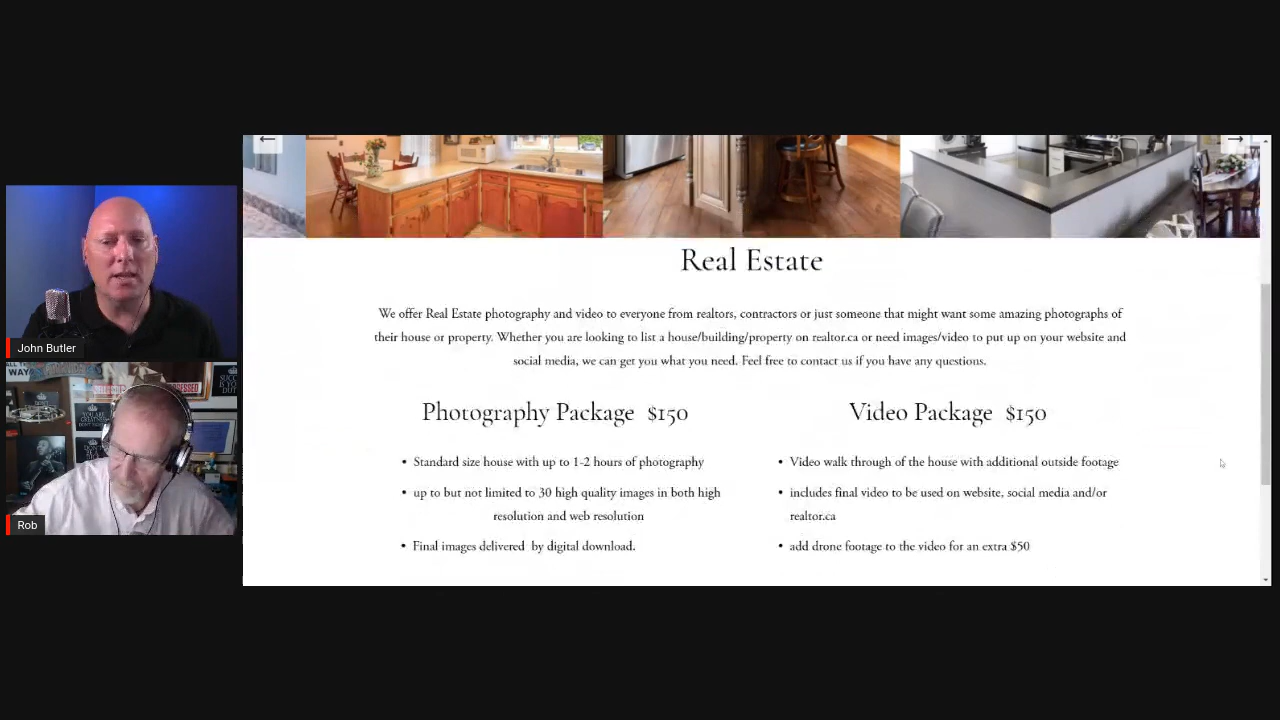 Real Estate
We offer Real Estate photography and video to everyone from realtors, contractors or just someone that might want some amazing photographs of
their house or property. Whether you are looking to list a house/building/property on realtor.ca or need images/video to put up on your website and
social media, we can get you what you need. Feel free to contact us if you have any questions.
Photography Package $150
• Standard size house with up to 1-2 hours of photography
• up to but not limited to 30 high quality images in both high
resolution and web resolution
• Final images delivered by digital download.
Video Package $150
• Video walk through of the house with additional outside footage
• includes final video to be used on website, social media and/or
realtor.ca
• add drone footage to the video for an extra $50
John Butler
Rob